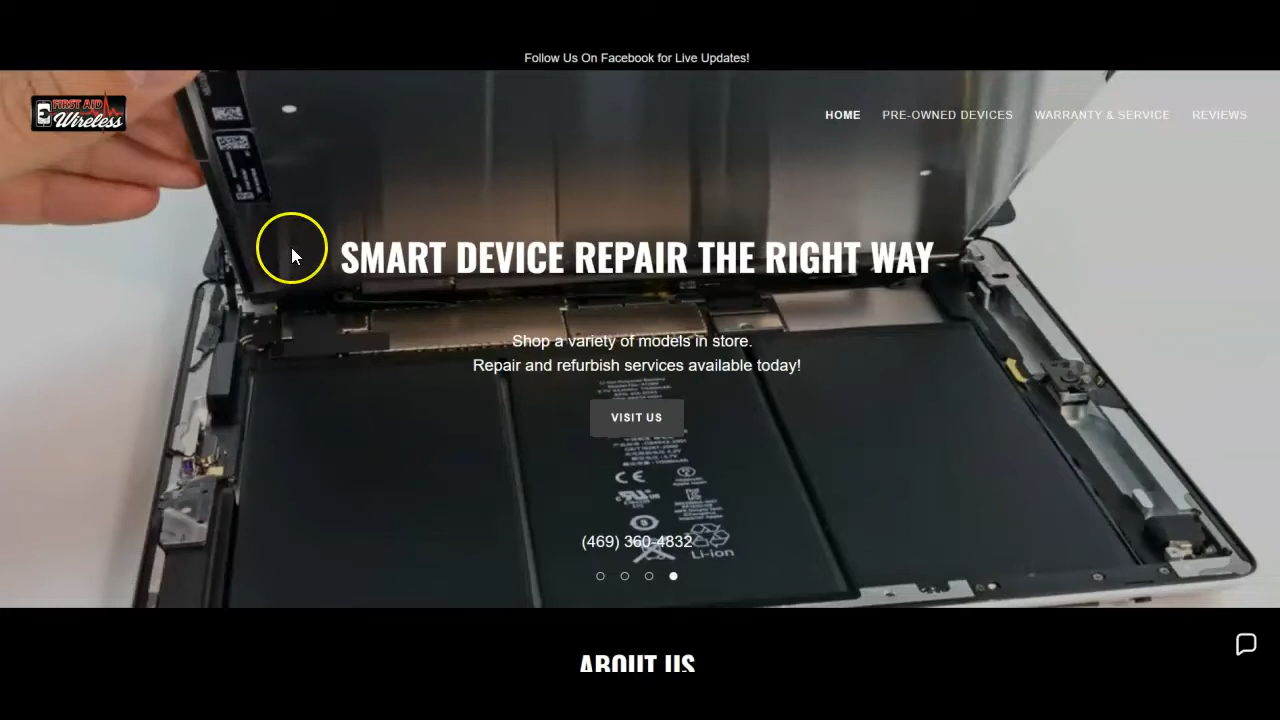 Follow Us On Facebook for Live Updates!
FIRST AID
Wireless
HOME
PRE-OWNED DEVICES
WARRANTY & SERVICE
REVIEWS
SMART DEVICE REPAIR THE RIGHT WAY
Shop a variety of models in store.
Repair and refurbish services available today!
VISIT US
(469) 360-4832
Li-ion
ABOUT US